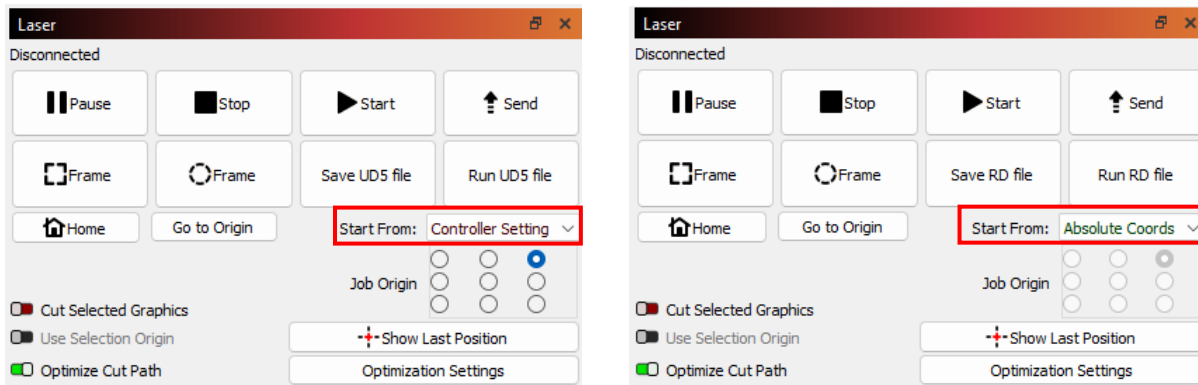 Laser
Disconnected
Pause
Stop
Start
Send
Frame
Frame
Save UD5 file
Run UD5 file
Home
Go to Origin
Start From: Controller Setting
Job Origin
Cut Selected Graphics
Use Selection Origin
Show Last Position
Optimize Cut Path
Optimization Settings
Laser
Disconnected
Pause
Stop
Start
Send
Frame
Frame
Save RD file
Run RD file
Home
Go to Origin
Start From: Absolute Coords
Job Origin
Cut Selected Graphics
Use Selection Origin
Show Last Position
Optimize Cut Path
Optimization Settings